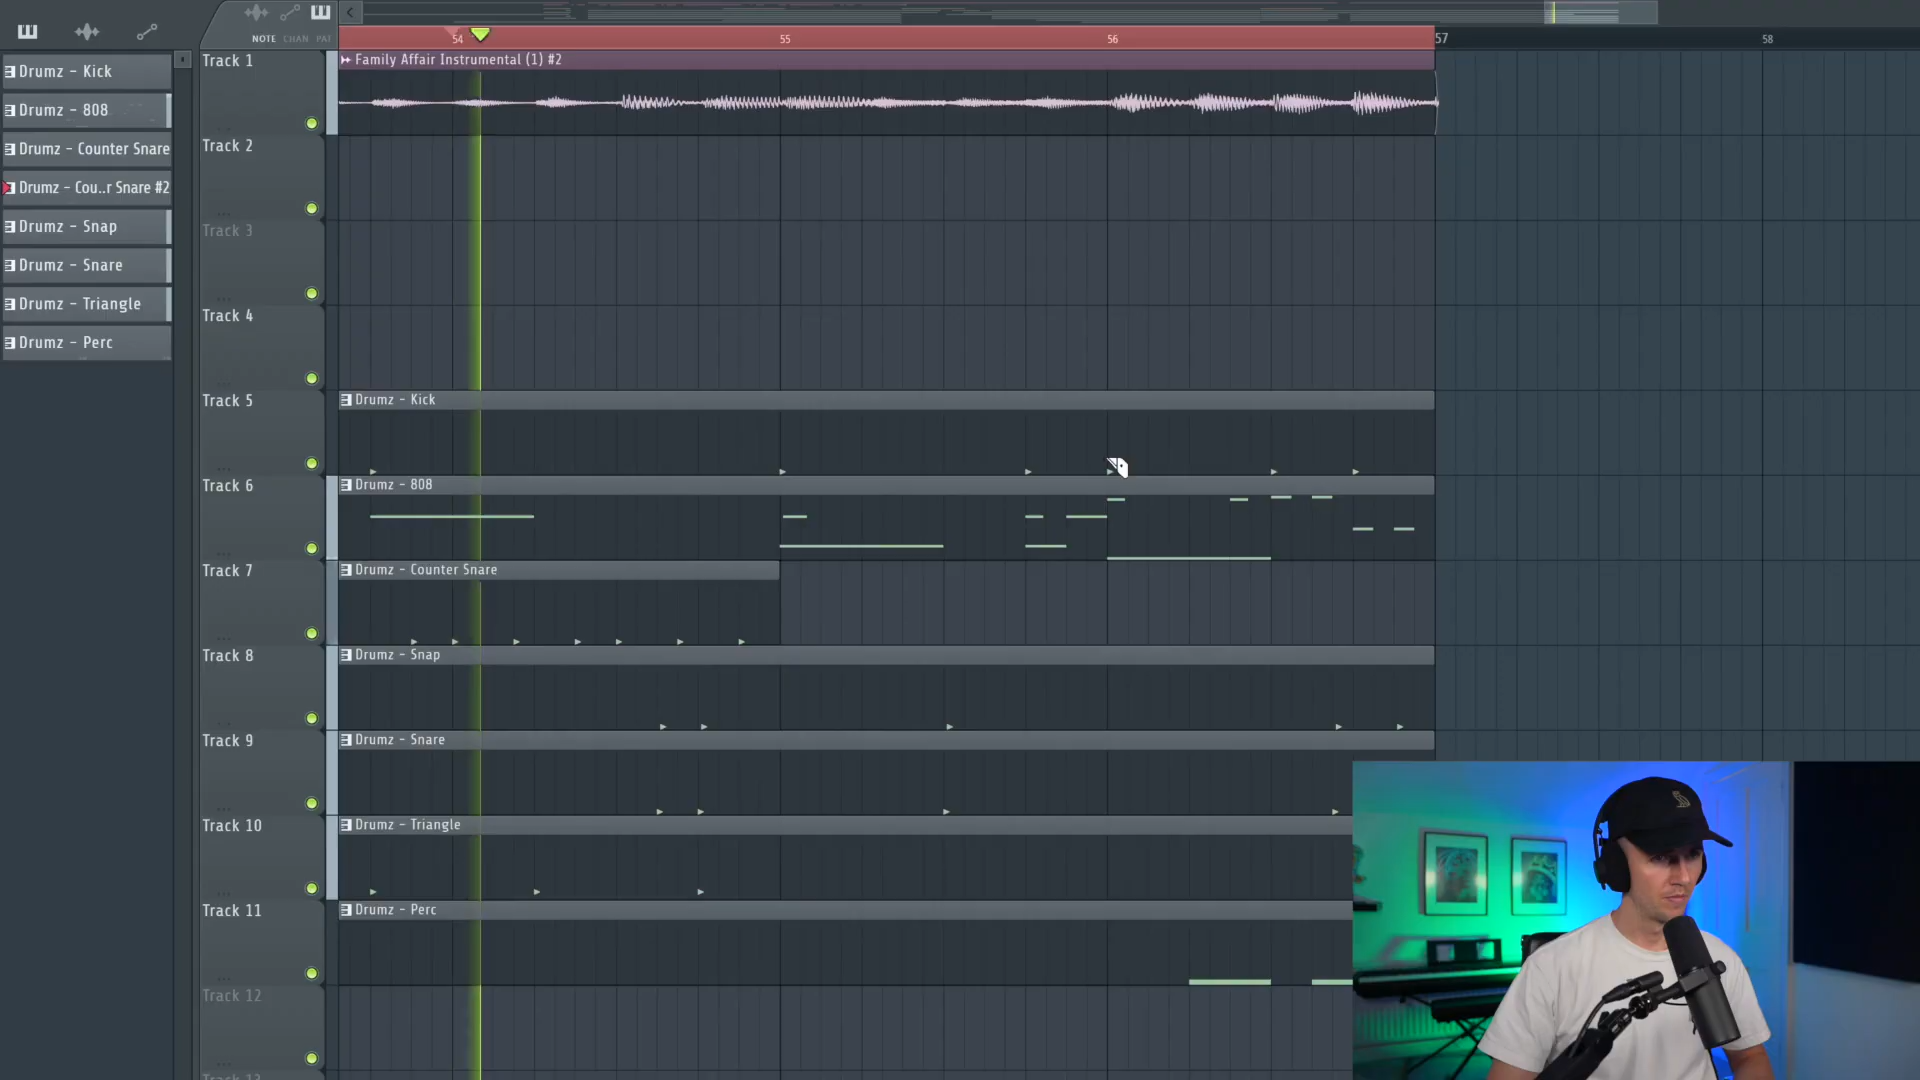 NOTE CHAN PAT
54 55 56 57 58
Drumz - Kick
Drumz - 808
Drumz - Counter Snare
Drumz - Cou..r Snare #2
Drumz - Snap
Drumz - Snare
Drumz - Triangle
Drumz - Perc
Track 1
Family Affair Instrumental (1) #2
Track 2
Track 3
Track 4
Track 5
Drumz - Kick
Track 6
Drumz - 808
Track 7
Drumz - Counter Snare
Track 8
Drumz - Snap
Track 9
Drumz - Snare
Track 10
Drumz - Triangle
Track 11
Drumz - Perc
Track 12
Track 13